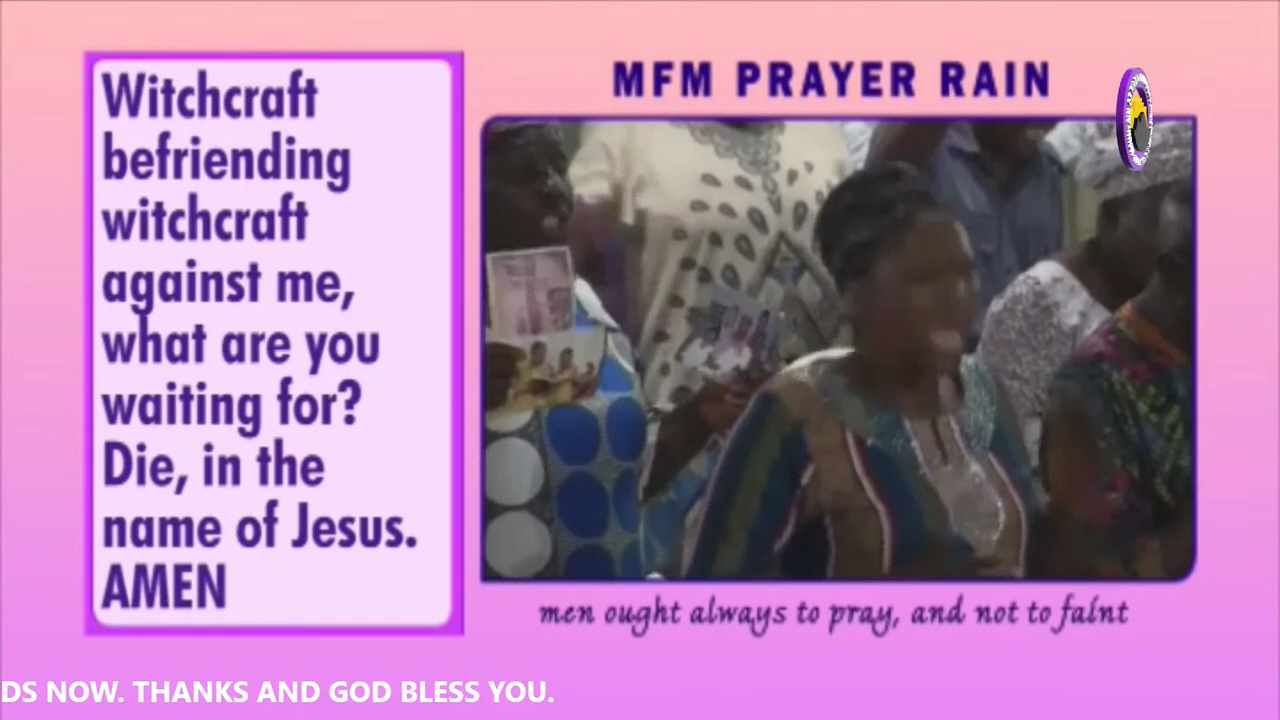 Witchcraft
befriending
witchcraft
against me,
what are you
waiting for?
Die, in the
name of Jesus.
AMEN
MFM PRAYER RAIN
men ought always to pray, and not to faint
DS NOW. THANKS AND GOD BLESS YOU.